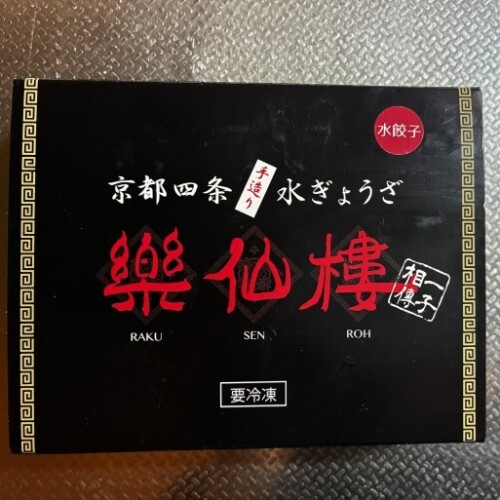 水餃子
京都四条 手造り 水ぎょうざ
樂仙樓
一子相傳
RAKU SEN ROH
要冷凍